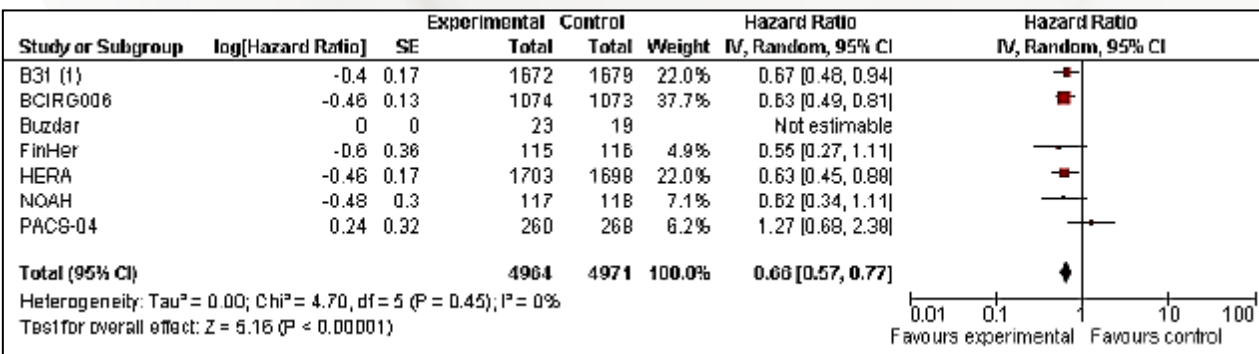 Experimental Control Hazard Ratio Hazard Ratio
Study or Subgroup log[Hazard Ratio] SE Total Total Weight IV, Random, 95% CI IV, Random, 95% CI
B31 (1) -0.4 0.17 1672 1679 22.0% 0.67 [0.48, 0.94]
BCIRG006 -0.46 0.13 1074 1073 37.7% 0.63 [0.49, 0.81]
Buzdar 0 0 23 19 Not estimable
FinHer -0.6 0.36 115 116 4.9% 0.55 [0.27, 1.11]
HERA -0.46 0.17 1703 1698 22.0% 0.63 [0.45, 0.88]
NOAH -0.48 0.3 117 118 7.1% 0.62 [0.34, 1.11]
PACS-04 0.24 0.32 260 268 6.2% 1.27 [0.68, 2.38]
Total (95% CI) 4964 4971 100.0% 0.66 [0.57, 0.77]
Heterogeneity: Tau² = 0.00; Chi² = 4.70, df = 5 (P = 0.45); I² = 0%
Test for overall effect: Z = 5.16 (P < 0.00001)
0.01 0.1 1 10 100
Favours experimental Favours control